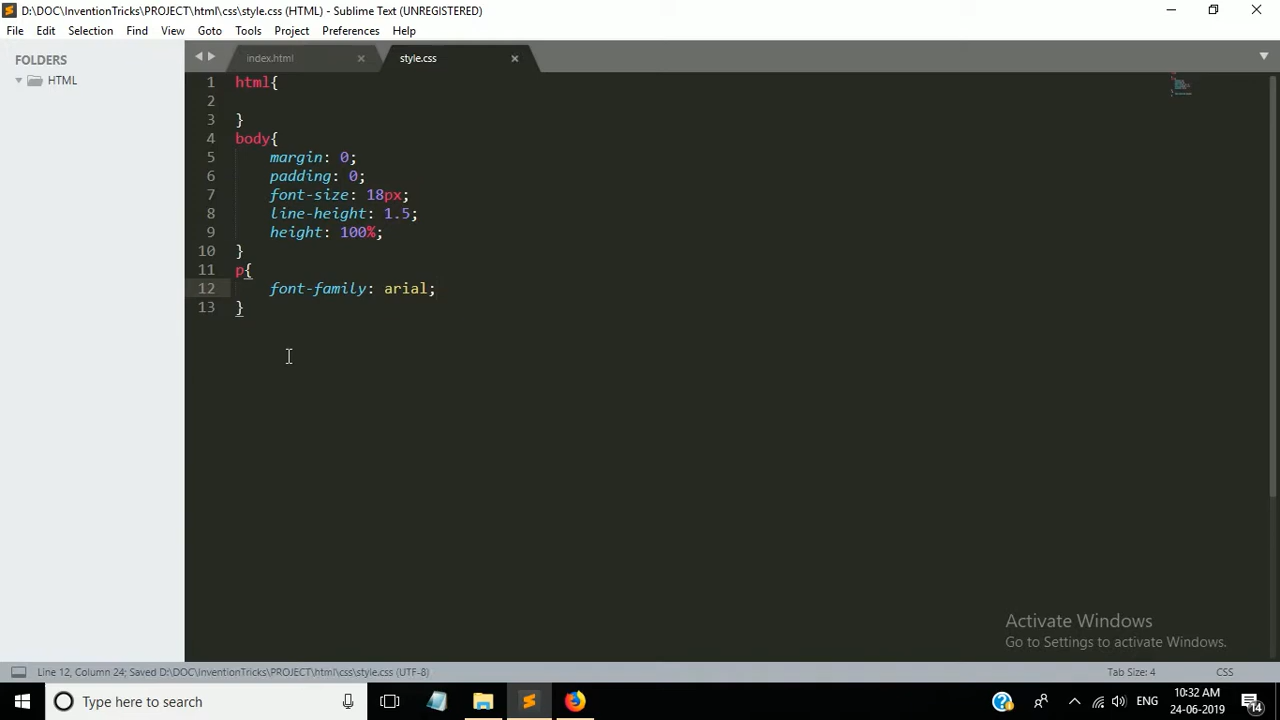 D:\DOC\InventionTricks\PROJECT\html\css\style.css (HTML) - Sublime Text (UNREGISTERED)
File Edit Selection Find View Goto Tools Project Preferences Help
FOLDERS
HTML
index.html style.css
1 html{
2
3 }
4 body{
5 margin: 0;
6 padding: 0;
7 font-size: 18px;
8 line-height: 1.5;
9 height: 100%;
10 }
11 p{
12 font-family: arial;
13 }
Activate Windows
Go to Settings to activate Windows.
Line 12, Column 24; Saved D:\DOC\InventionTricks\PROJECT\html\css\style.css (UTF-8) Tab Size: 4 CSS
Type here to search
ENG
10:32 AM
24-06-2019
14